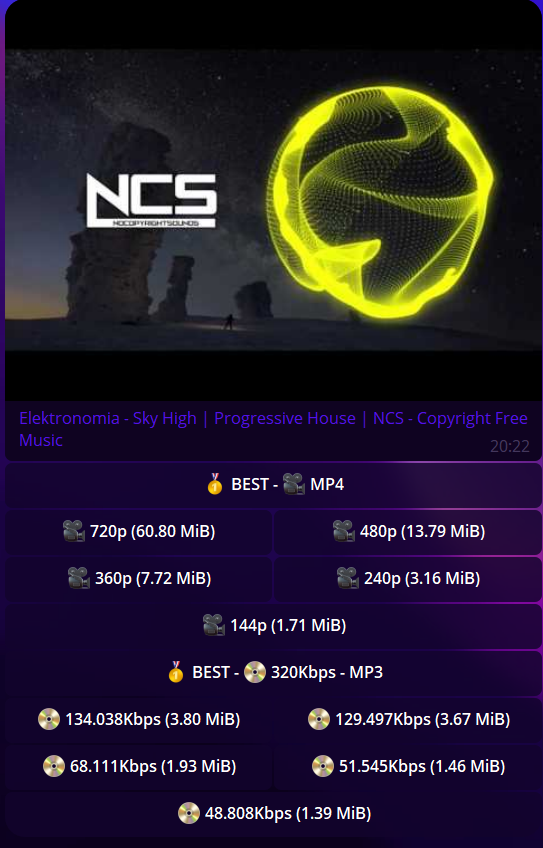 NCS
NOCOPYRIGHTSOUNDS
Elektronomia - Sky High | Progressive House | NCS - Copyright Free
Music
20:22
🥇 BEST - 🎥 MP4
🎥 720p (60.80 MiB)
🎥 480p (13.79 MiB)
🎥 360p (7.72 MiB)
🎥 240p (3.16 MiB)
🎥 144p (1.71 MiB)
🥇 BEST - 📀 320Kbps - MP3
📀 134.038Kbps (3.80 MiB)
📀 129.497Kbps (3.67 MiB)
📀 68.111Kbps (1.93 MiB)
📀 51.545Kbps (1.46 MiB)
📀 48.808Kbps (1.39 MiB)